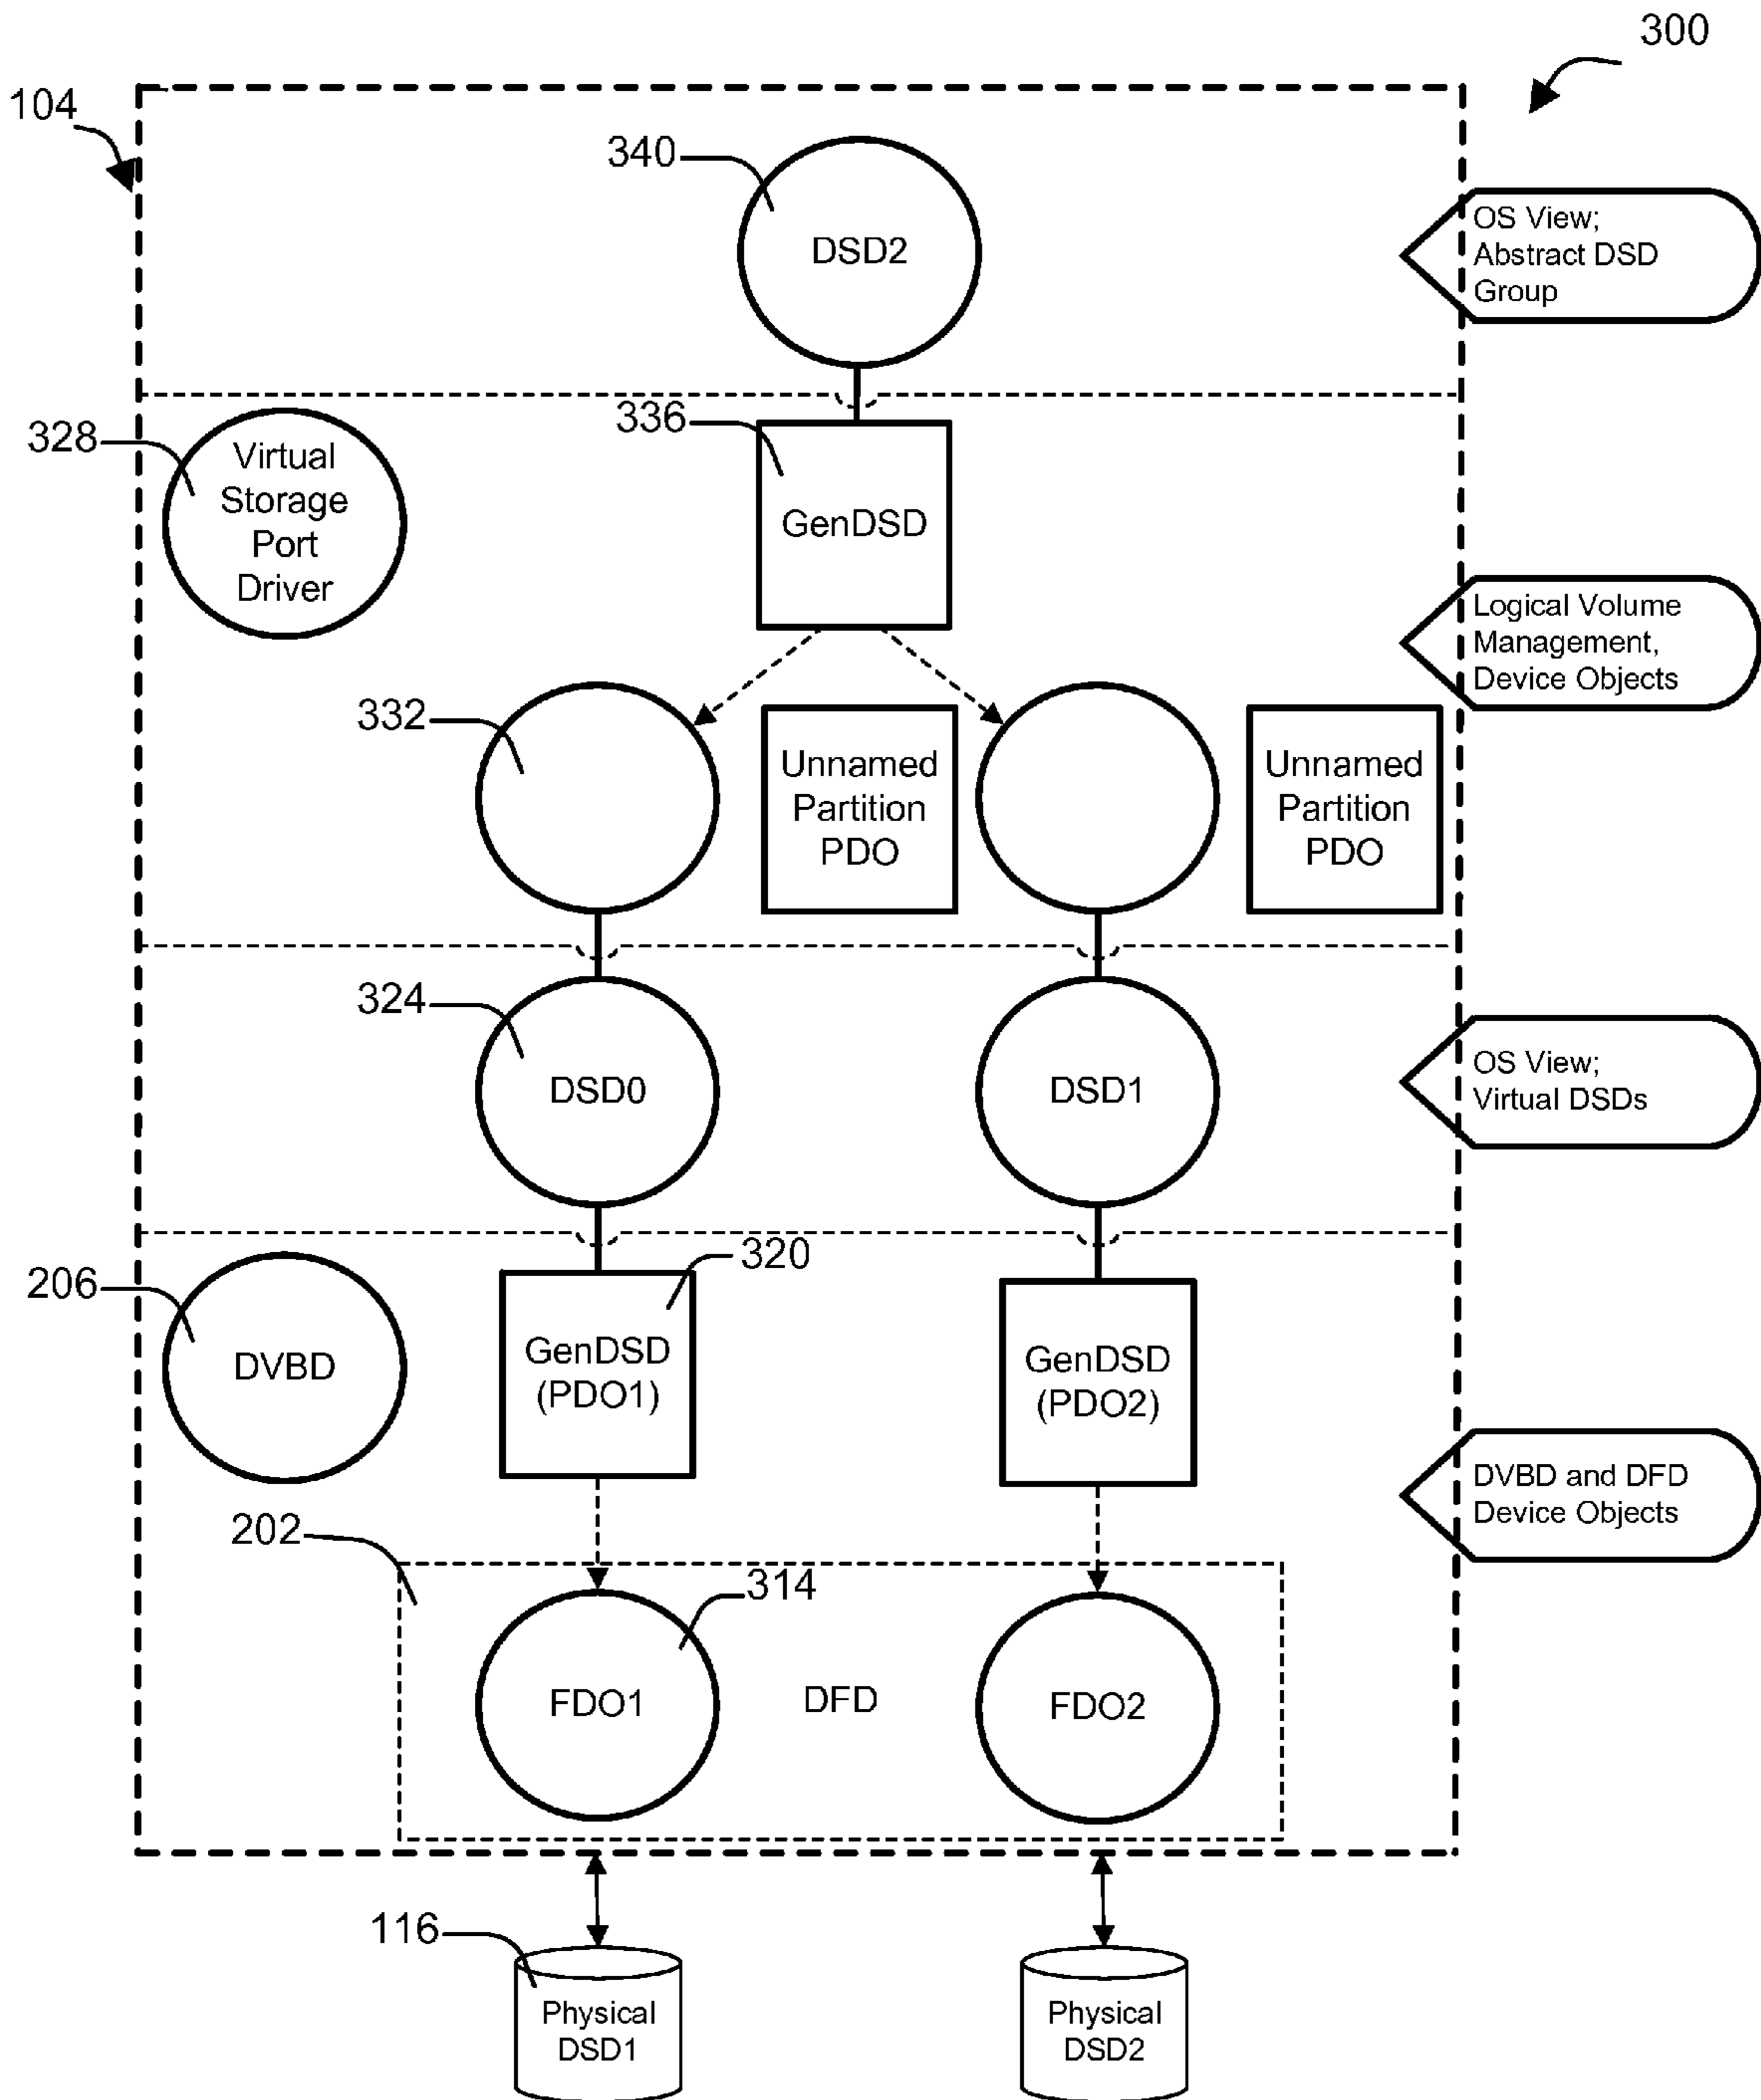 300
104
340
DSD2
OS View;
Abstract DSD
Group
328
Virtual
Storage
Port
Driver
336
GenDSD
Logical Volume
Management,
Device Objects
332
Unnamed
Partition
PDO
Unnamed
Partition
PDO
324
DSD0
DSD1
OS View;
Virtual DSDs
206
DVBD
320
GenDSD
(PDO1)
GenDSD
(PDO2)
DVBD and DFD
Device Objects
202
314
FDO1
DFD
FDO2
116
Physical
DSD1
Physical
DSD2